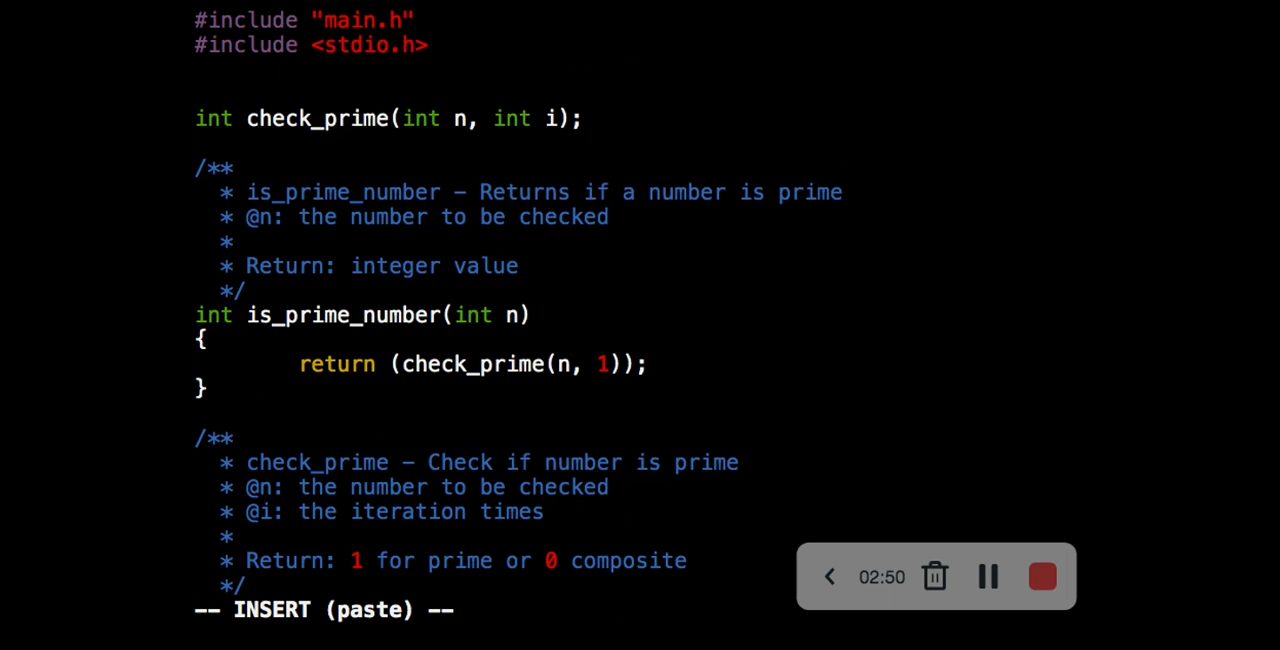 #include "main.h"
#include <stdio.h>
int check_prime(int n, int i);
/**
* is_prime_number – Returns if a number is prime
* @n: the number to be checked
*
* Return: integer value
*/
int is_prime_number(int n)
{
return (check_prime(n, 1));
}
/**
* check_prime – Check if number is prime
* @n: the number to be checked
* @i: the iteration times
*
* Return: 1 for prime or 0 composite
*/
-- INSERT (paste) --
02:50